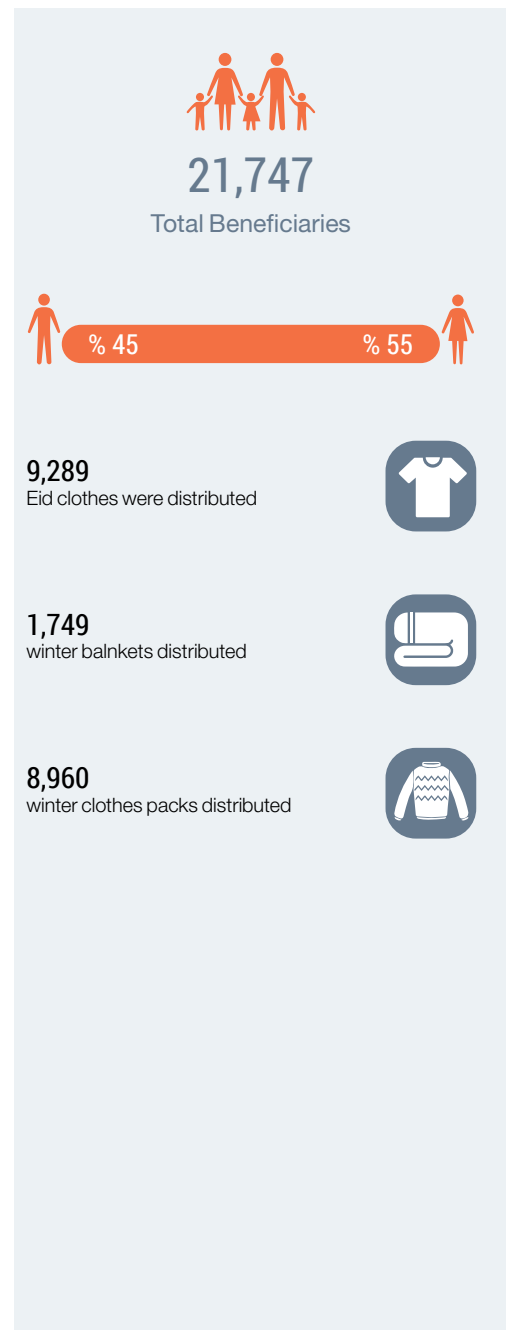 21,747
Total Beneficiaries
% 45 % 55
9,289
Eid clothes were distributed
1,749
winter balnkets distributed
8,960
winter clothes packs distributed